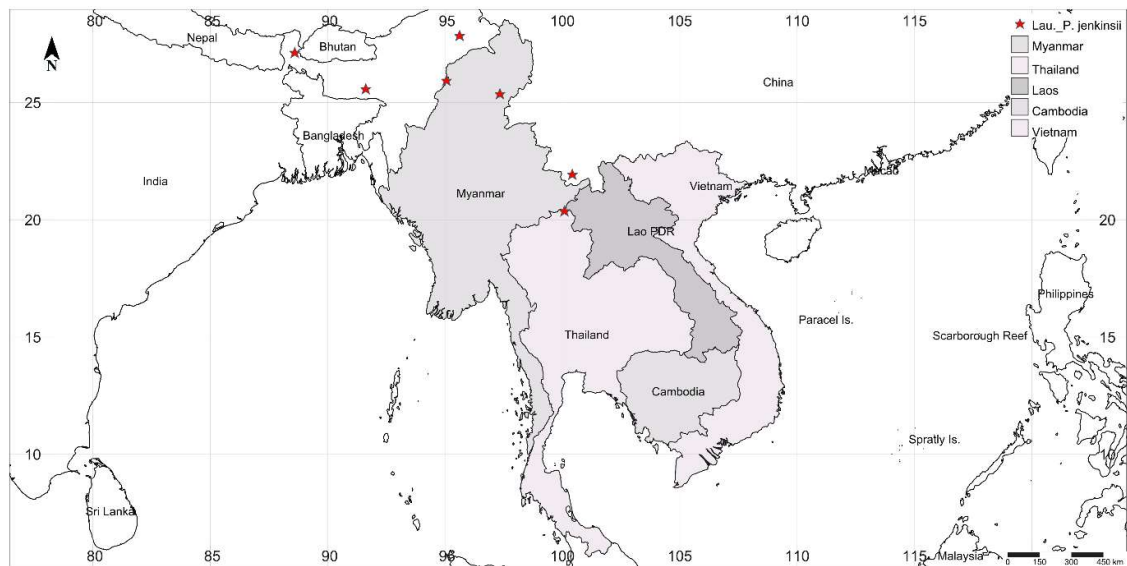 80 85 90 95 100 105 110 115
Lau._P. jenkinsii
Myanmar
Thailand
Laos
Cambodia
Vietnam
N
Nepal
Bhutan
China
25
Bangladesh
India
Myanmar
Vietnam
Macao
20 20
Lao PDR
Philippines
Paracel Is.
15 Thailand Scarborough Reef 15
Cambodia
10 Spratly Is.
Sri Lanka
80 85 90 95 100 105 110 115
Malaysia
0 150 300 450 km